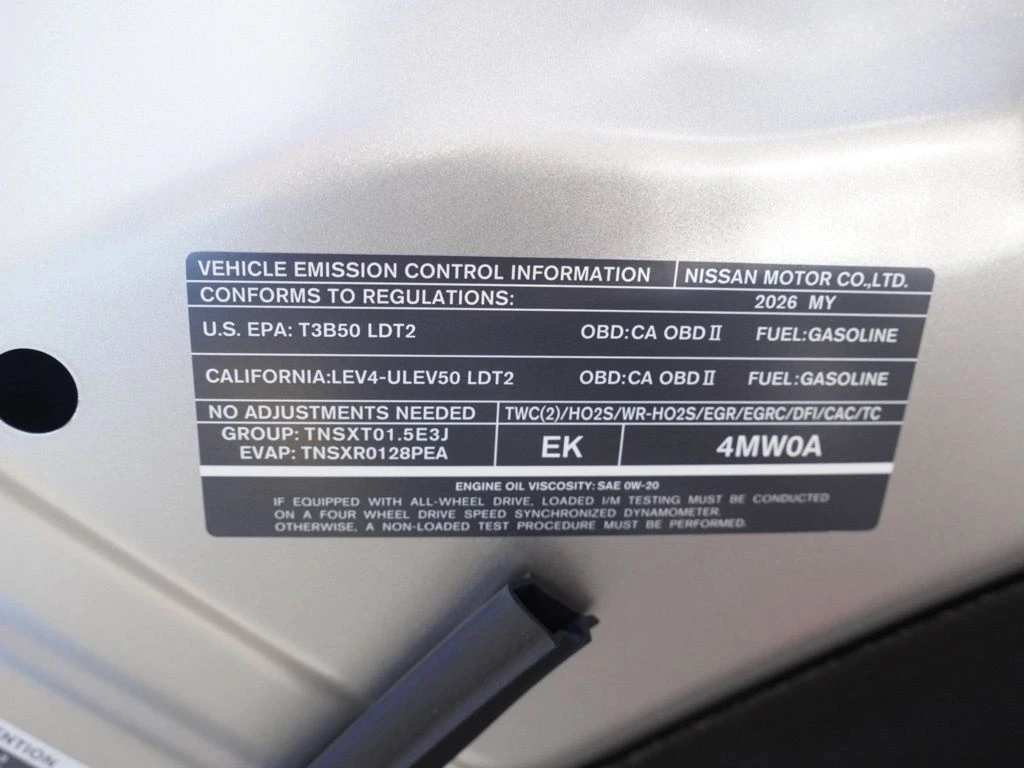 VEHICLE EMISSION CONTROL INFORMATION NISSAN MOTOR CO.,LTD.
CONFORMS TO REGULATIONS: 2026 MY
U.S. EPA: T3B50 LDT2 OBD:CA OBD II FUEL:GASOLINE
CALIFORNIA:LEV4-ULEV50 LDT2 OBD:CA OBD II FUEL:GASOLINE
NO ADJUSTMENTS NEEDED TWC(2)/HO2S/WR-HO2S/EGR/EGRC/DFI/CAC/TC
GROUP: TNSXT01.5E3J
EVAP: TNSXR0128PEA
EK 4MW0A
ENGINE OIL VISCOSITY: SAE 0W-20
IF EQUIPPED WITH ALL-WHEEL DRIVE, LOADED I/M TESTING MUST BE CONDUCTED
ON A FOUR WHEEL DRIVE SPEED SYNCHRONIZED DYNAMOMETER.
OTHERWISE, A NON-LOADED TEST PROCEDURE MUST BE PERFORMED.